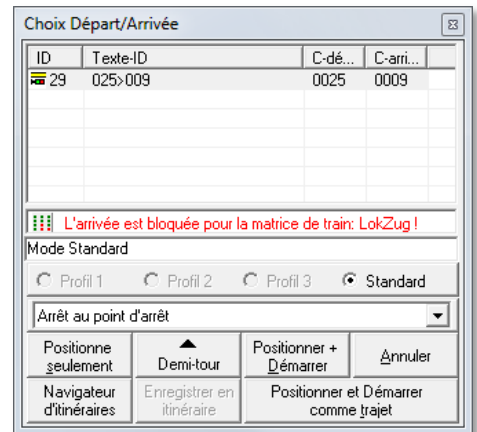 Choix Départ/Arrivée
ID Texte-ID C-dé... C-arri...
29 025>009 0025 0009
L'arrivée est bloquée pour la matrice de train: LokZug !
Mode Standard
Profil 1 Profil 2 Profil 3 Standard
Arrêt au point d'arrêt
Positionne seulement
Demi-tour
Positionner + Démarrer
Annuler
Navigateur d'itinéraires
Enregistrer en itinéraire
Positionner et Démarrer comme trajet